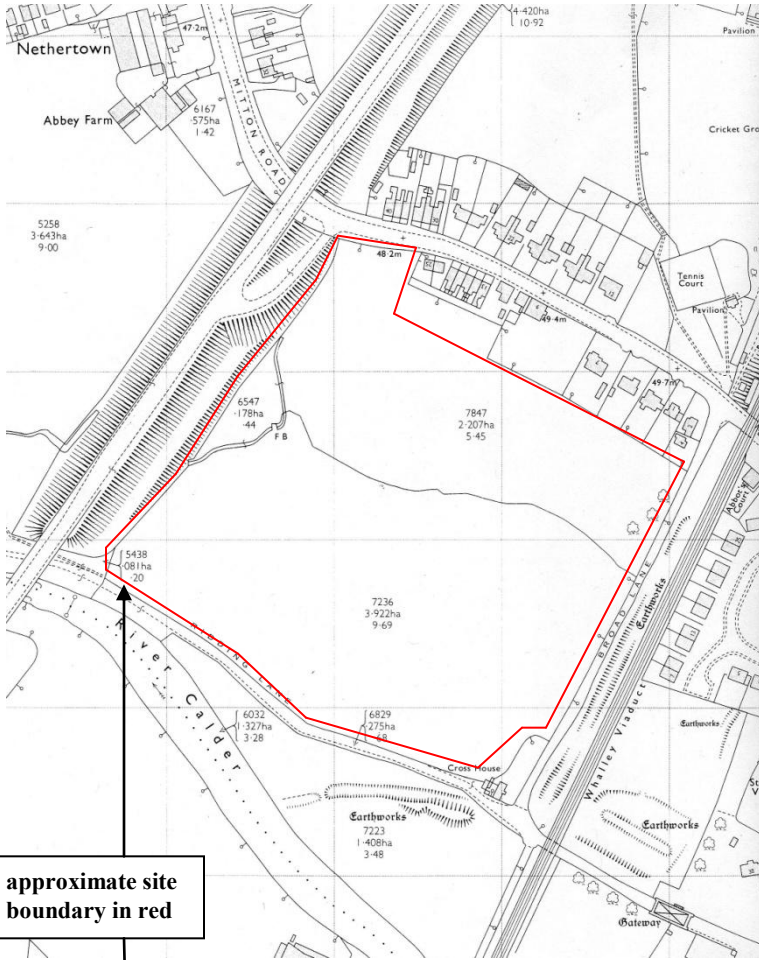 4·420ha
10·92
Pavilion
47·2m
Nethertown
Abbey Farm
6167
·575ha
1·42
MITTON ROAD
Cricket Gro
5258
3·643ha
9·00
48·2m
Tennis
Court
Pavilion
49·4m
49·7m
6547
·178ha
·44
F B
7847
2·207ha
5·45
Abbot's
Court
5438
·081ha
·20
7236
3·922ha
9·69
BROAD LANE
Earthworks
RIDDING LANE
River Calder
6032
1·327ha
3·28
6829
·275ha
·68
Whalley Viaduct
Earthworks
Cross House
Earthworks
7223
1·408ha
3·48
Earthworks
St
V
approximate site
boundary in red
Gateway